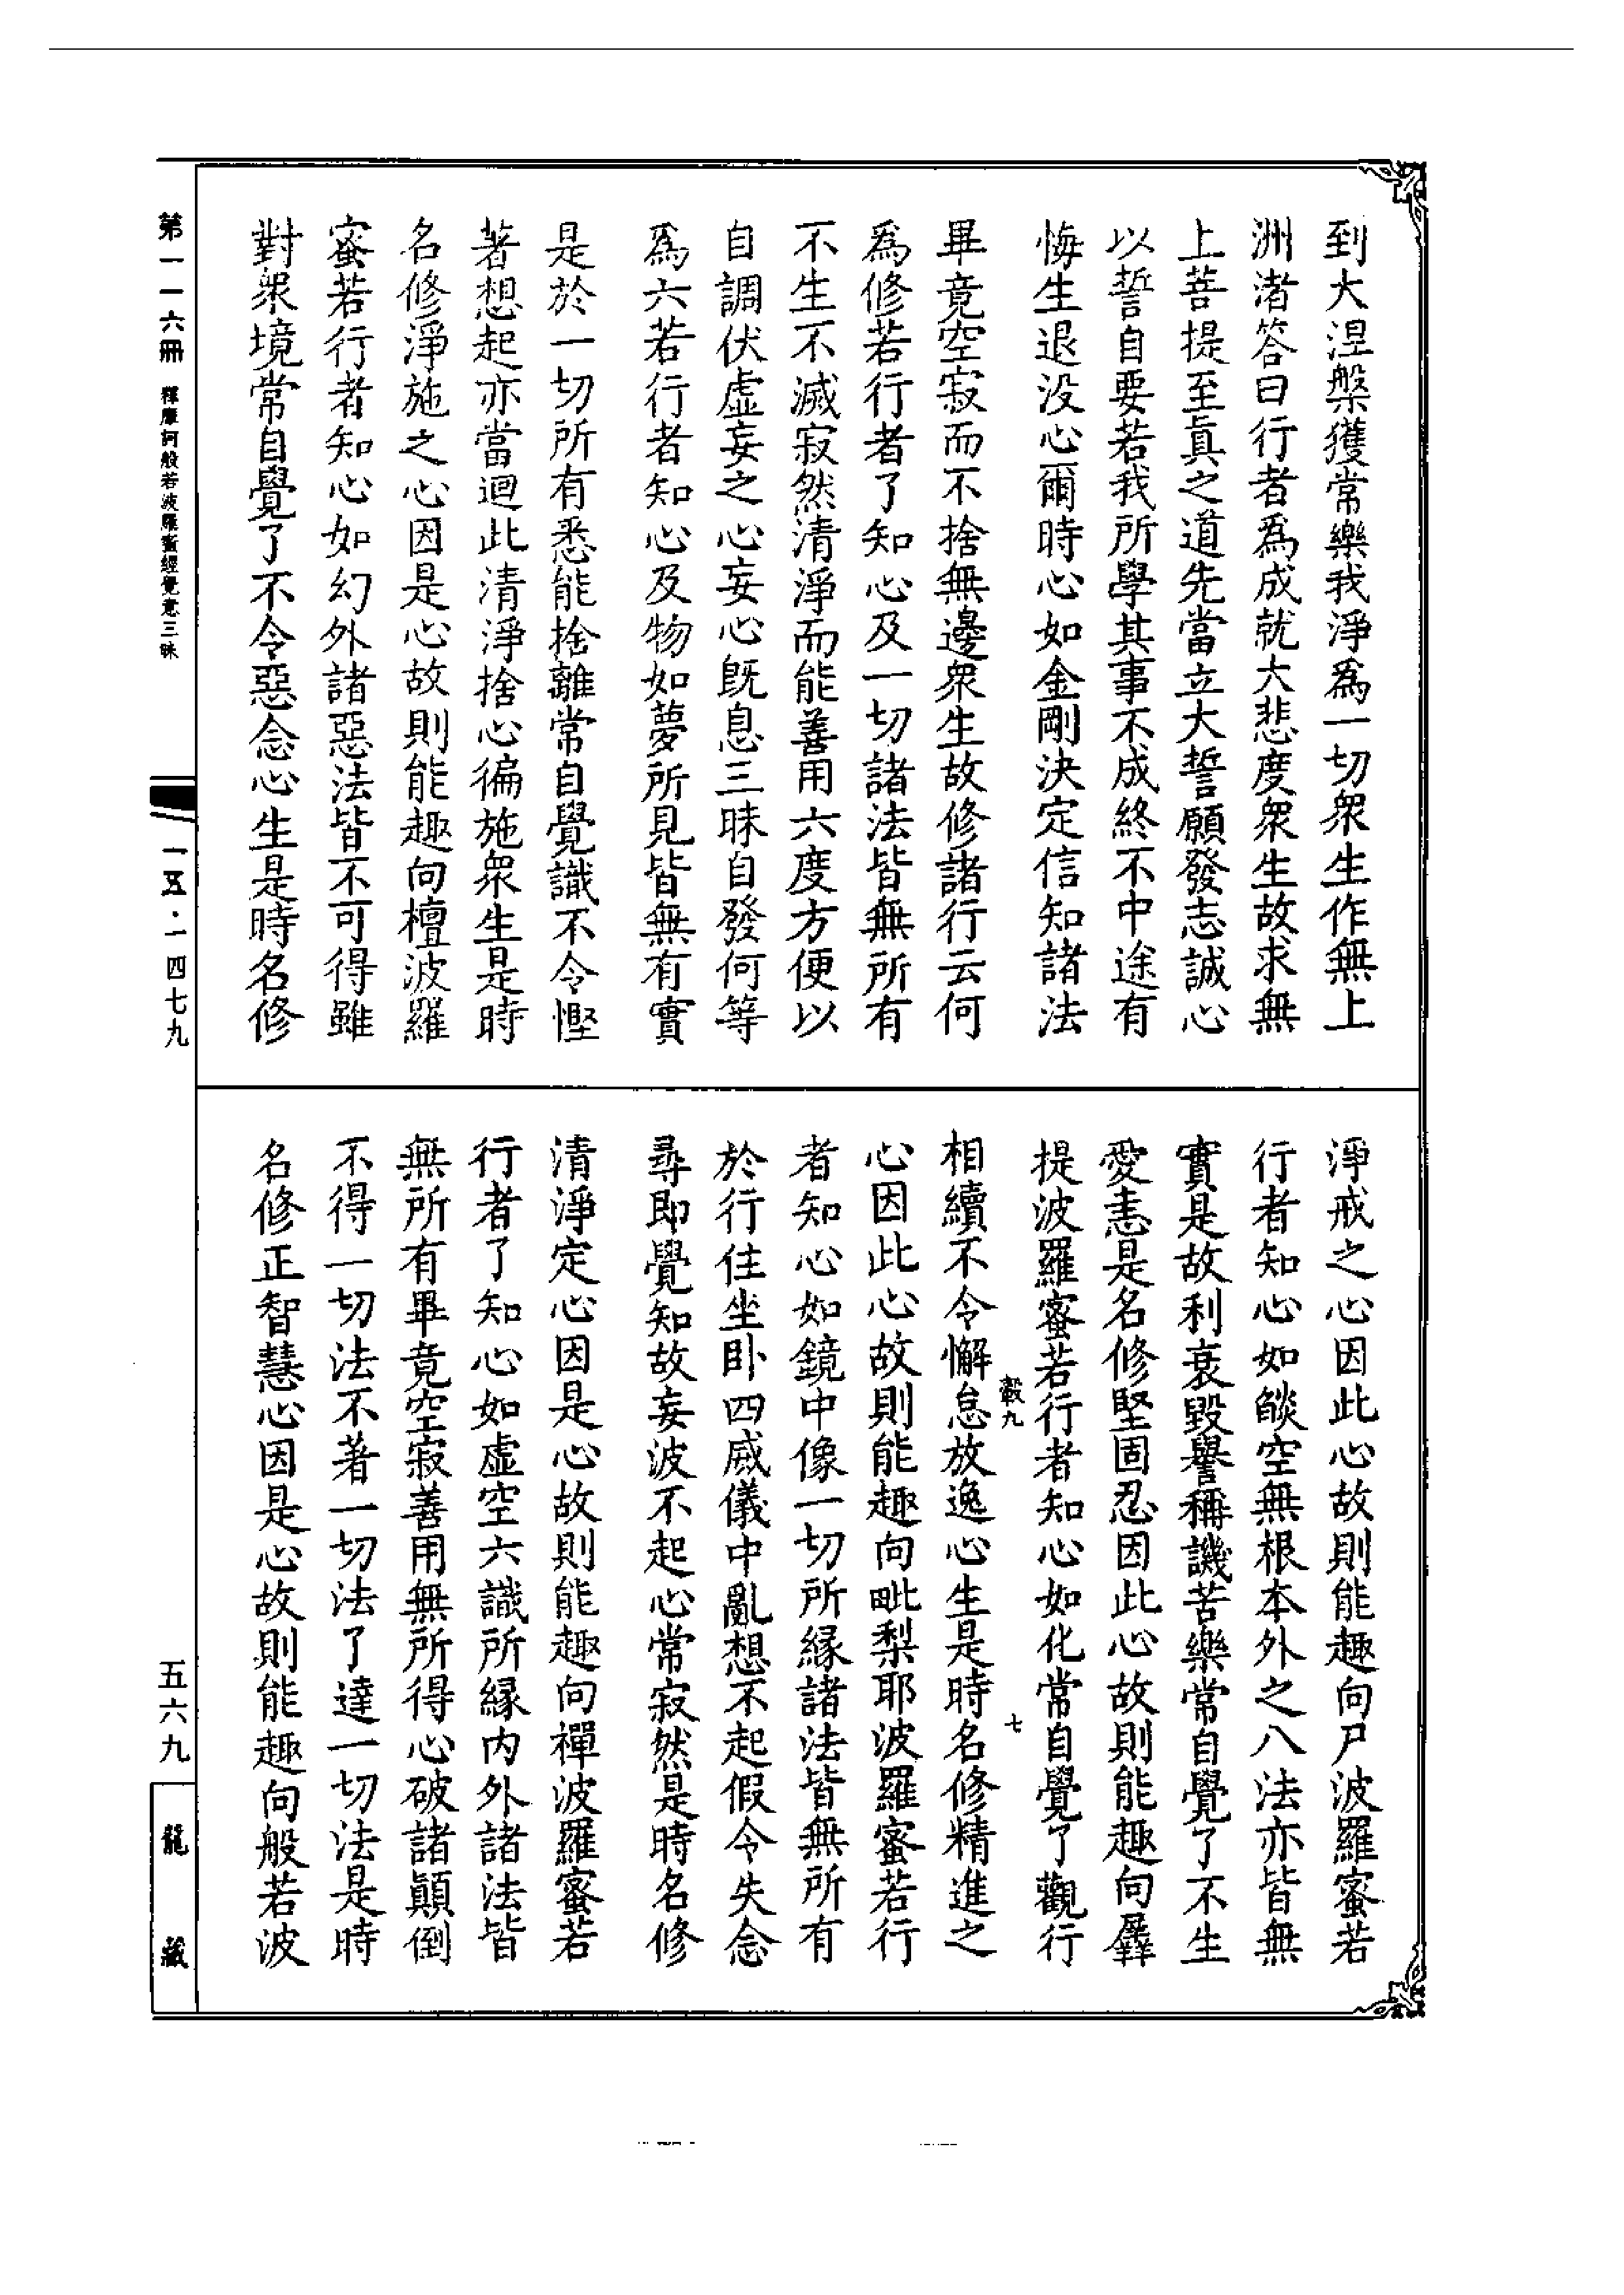 到大涅槃獲常樂我淨爲一切衆生作無上
洲渚答曰行者爲成就大悲度衆生故求無
上菩提至眞之道先當立大誓願發志誠心
以誓自要若我所學其事不成終不中途有
悔生退没心爾時心如金剛決定信知諸法
畢竟空寂而不捨無邊衆生故修諸行云何
爲修若行者了知心及一切諸法皆無所有
不生不滅寂然清淨而能善用六度方便以
自調伏虛妄之心妄心既息三昧自發何等
爲六若行者知心及物如夢所見皆無有實
是於一切所有悉能捨離常自覺識不令慳
著想起亦當迴此清淨捨心徧施衆生是時
名修淨施之心因是心故則能趣向檀波羅
蜜若行者知心如幻外諸惡法皆不可得雖
對衆境常自覺了不令惡念心生是時名修
淨戒之心因此心故則能趣向尸波羅蜜若
行者知心如燄空無根本外之八法亦皆無
實是故利衰毀譽稱譏苦樂常自覺了不生
愛恚是名修堅固忍因此心故則能趣向羼
提波羅蜜若行者知心如化常自覺了觀行
縠九
七
相續不令懈怠放逸心生是時名修精進之
心因此心故則能趣向毗梨耶波羅蜜若行
者知心如鏡中像一切所緣諸法皆無所有
於行住坐卧四威儀中亂想不起假令失念
尋即覺知故妄波不起心常寂然是時名修
清淨定心因是心故則能趣向禪波羅蜜若
行者了知心如虛空六識所緣内外諸法皆
無所有畢竟空寂善用無所得心破諸顛倒
不得一切法不著一切法了達一切法是時
名修正智慧心因是心故則能趣向般若波
第一一六冊 釋摩訶般若波羅蜜經覺意三昧
一五·一四七九
五六九
龍藏